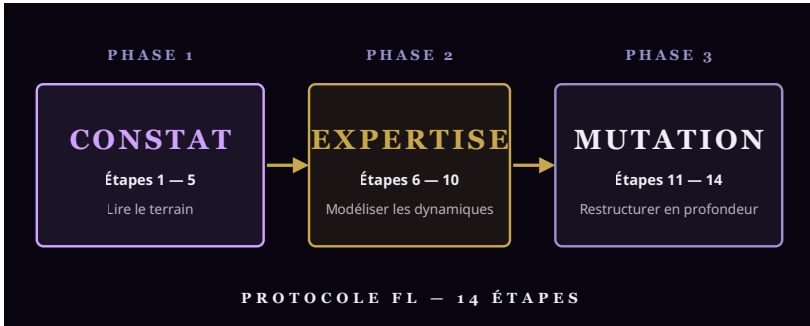 PHASE 1
PHASE 2
PHASE 3
CONSTAT
EXPERTISE
MUTATION
Étapes 1 — 5
Étapes 6 — 10
Étapes 11 — 14
Lire le terrain
Modéliser les dynamiques
Restructurer en profondeur
PROTOCOLE FL — 14 ÉTAPES